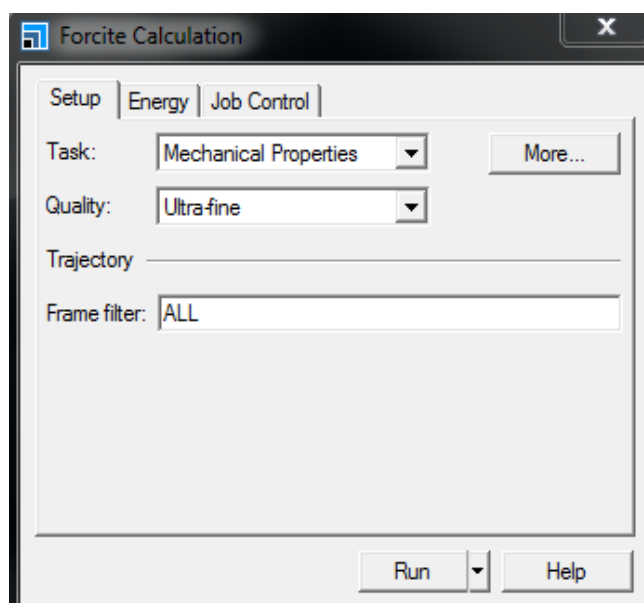 Forcite Calculation
X
Setup Energy Job Control
Task: Mechanical Properties More...
Quality: Ultra-fine
Trajectory
Frame filter: ALL
Run Help